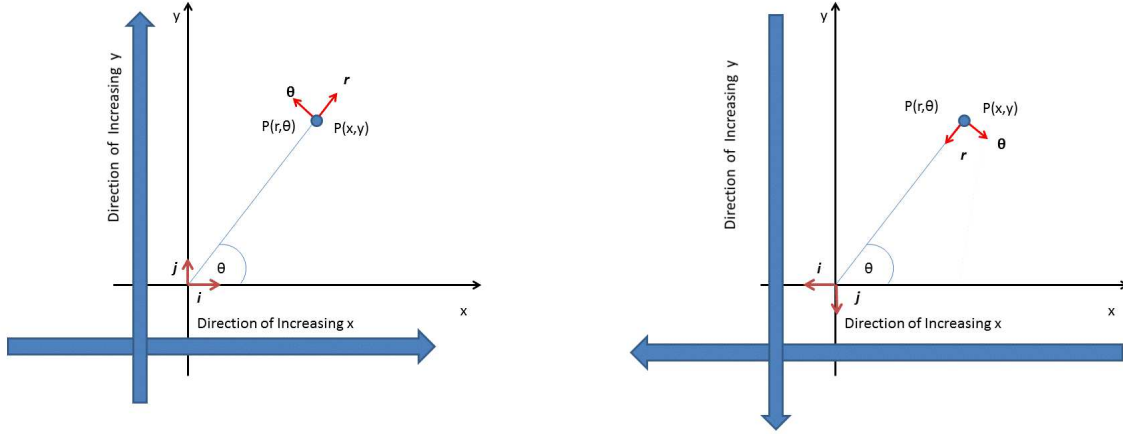 y
Direction of Increasing y
θ
r
P(r,θ)
P(x,y)
j
θ
i
x
Direction of Increasing x
y
Direction of Increasing y
P(r,θ)
P(x,y)
r
θ
i
θ
j
x
Direction of Increasing x